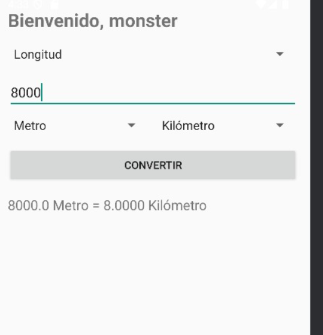 Bienvenido, monster
Longitud
8000
Metro Kilómetro
CONVERTIR
8000.0 Metro = 8.0000 Kilómetro